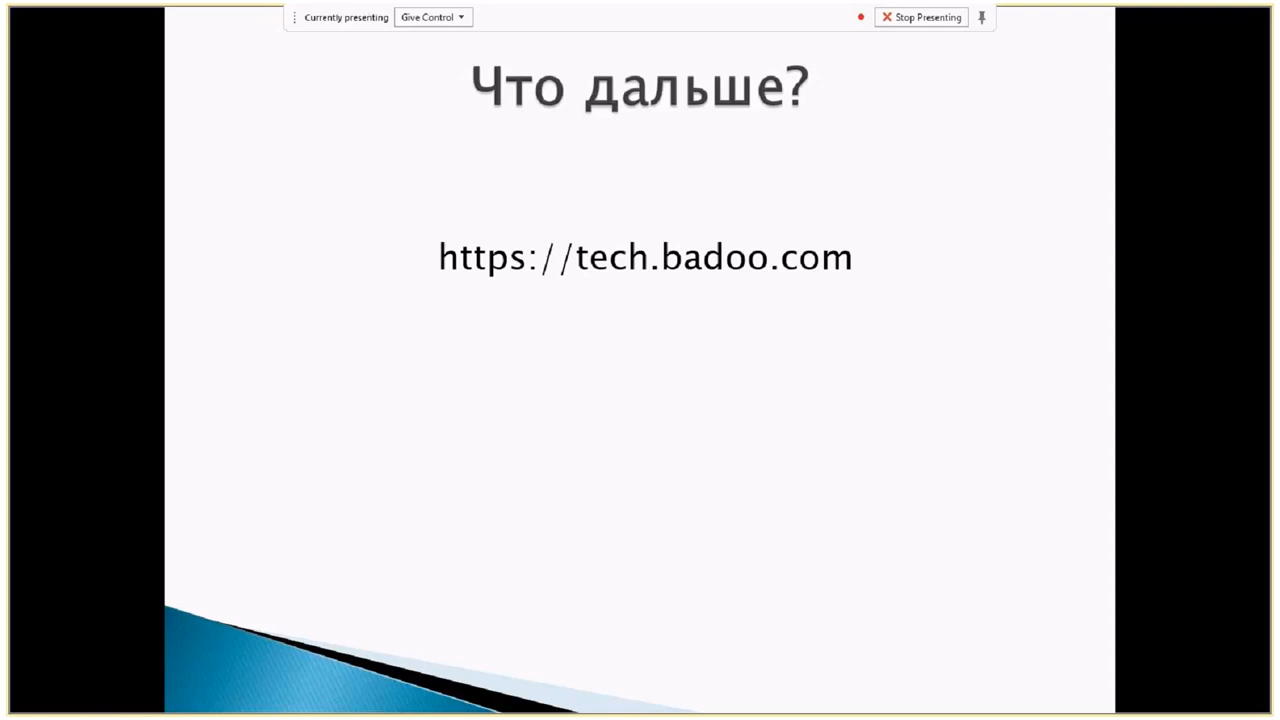 Currently presenting Give Control Stop Presenting
Что дальше?
https://tech.badoo.com